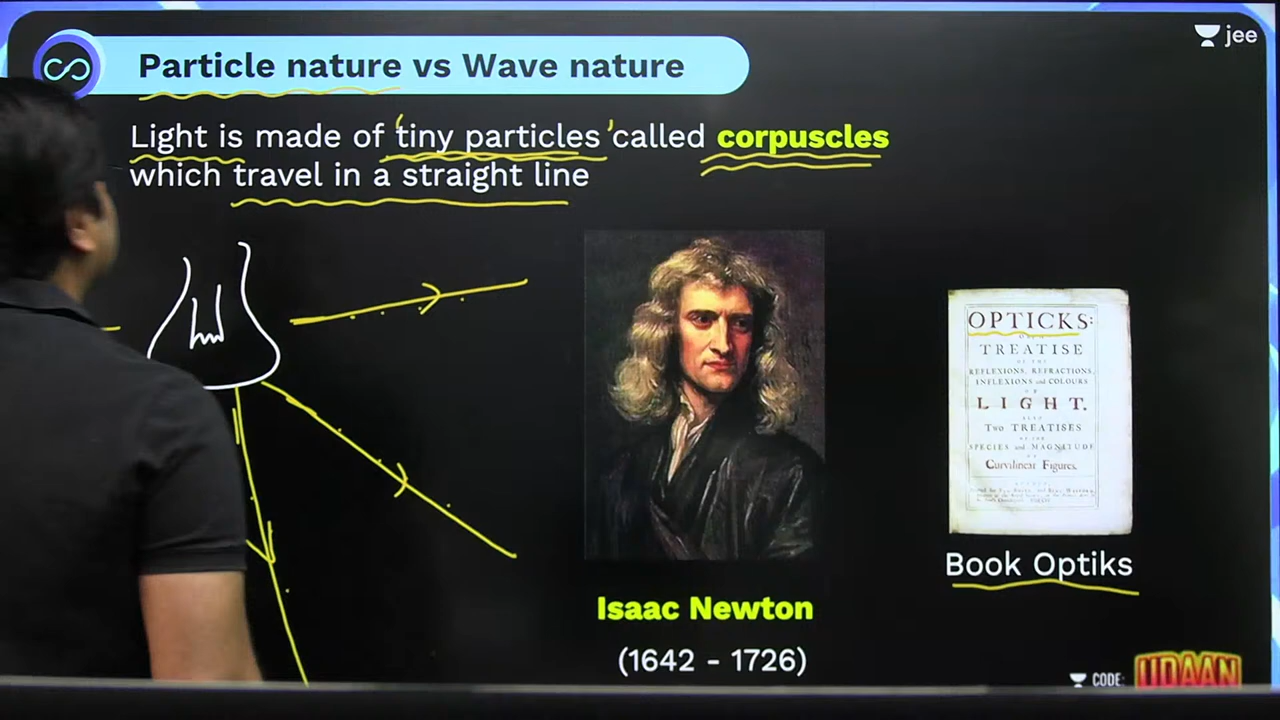 jee
Particle nature vs Wave nature
Light is made of 'tiny particles' called corpuscles
which travel in a straight line
OPTICKS:
TREATISE
OF THE
REFLEXIONS, REFRACTIONS,
INFLEXIONS and COLOURS
OF
LIGHT.
ALSO
Two TREATISES
OF THE
SPECIES and MAGNITUDE
OF
Curvilinear Figures.
Book Optiks
Isaac Newton
(1642 - 1726)
CODE: UDAAN